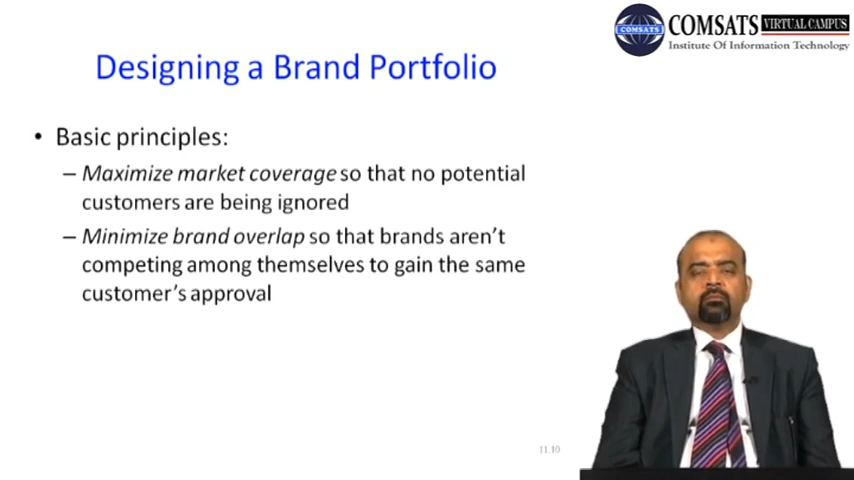 COMSATS VIRTUAL CAMPUS
Institute Of Information Technology
COMSATS
Designing a Brand Portfolio
• Basic principles:
– Maximize market coverage so that no potential
customers are being ignored
– Minimize brand overlap so that brands aren't
competing among themselves to gain the same
customer's approval
11.10